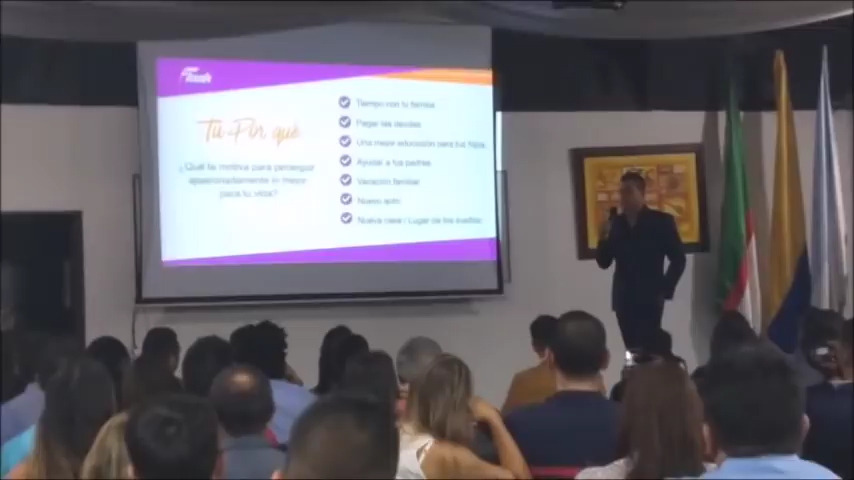 Tu Por qué
¿Qué te motiva para perseguir
apasionadamente lo mejor
para tu vida?
Tiempo con tu familia
Pagar las deudas
Una mejor educación para tus hijos
Ayudar a tus padres
Vacación familiar
Nuevo auto
Nueva casa / Lugar de tus sueños